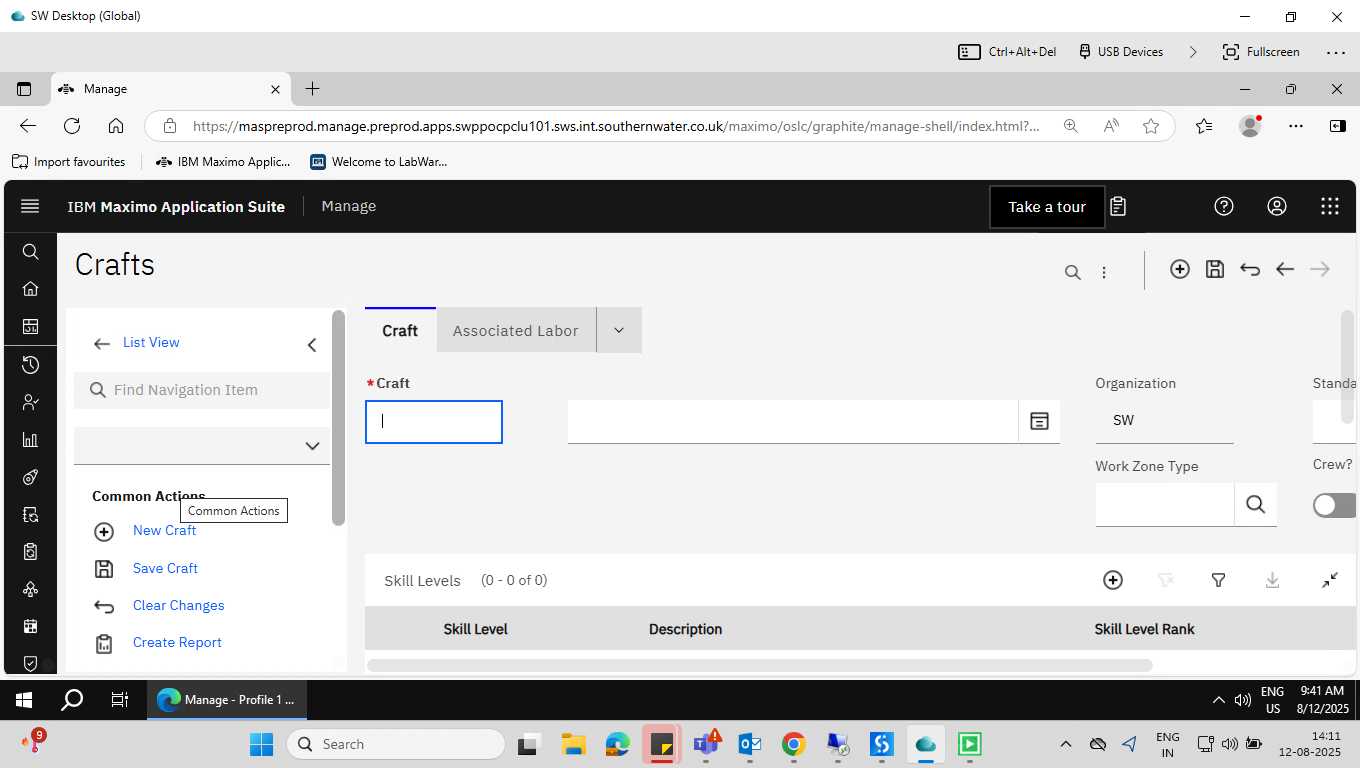 SW Desktop (Global)
Ctrl+Alt+Del USB Devices Fullscreen
Manage
https://maspreprod.manage.preprod.apps.swppocpclu101.sws.int.southernwater.co.uk/maximo/oslc/graphite/manage-shell/index.html?...
Import favourites IBM Maximo Applic... Welcome to LabWar...
IBM Maximo Application Suite Manage Take a tour
Crafts
List View
Find Navigation Item
Common Actions
Common Actions
New Craft
Save Craft
Clear Changes
Create Report
Craft Associated Labor
*Craft Organization Standa
SW
Work Zone Type Crew?
Skill Levels (0 - 0 of 0)
Skill Level Description Skill Level Rank
Manage - Profile 1 ...
ENG
US
9:41 AM
8/12/2025
9
Search
ENG
IN
14:11
12-08-2025